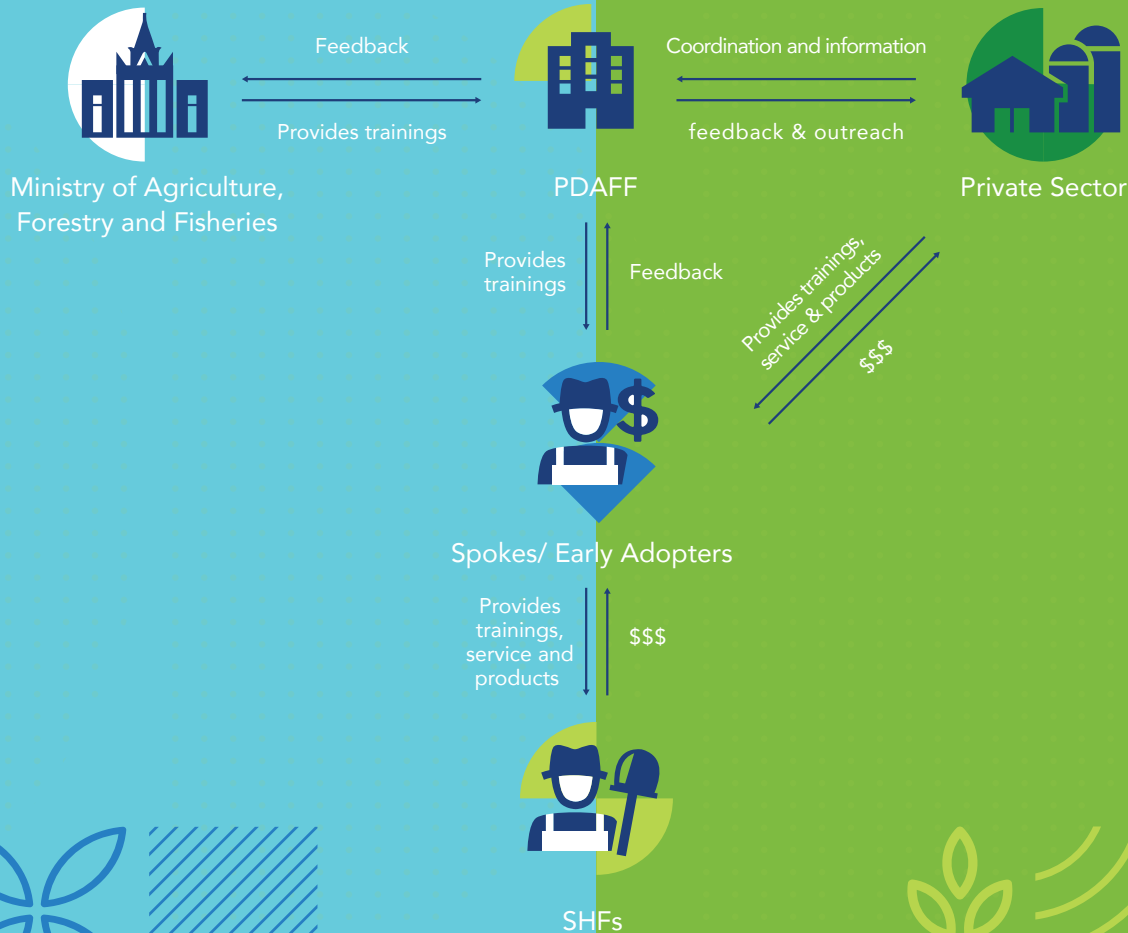 Feedback
Provides trainings
Coordination and information
feedback & outreach
Ministry of Agriculture,
Forestry and Fisheries
PDAFF
Private Sector
Provides
trainings
Feedback
Provides trainings,
service & products
$$$
$
Spokes/ Early Adopters
Provides
trainings,
service and
products
$$$
SHFs